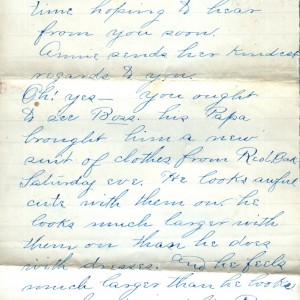 time hoping to hear
from you soon.
Annie sends her kindest
regards to you.
Oh! yes— you ought
to see Boss. his Papa
brought him a new
suit of clothes from Red Oak
Saturday eve. He looks awful
cute with them on. he
looks much larger with
them on than he does
with dresses. And he feels
much larger than he looks